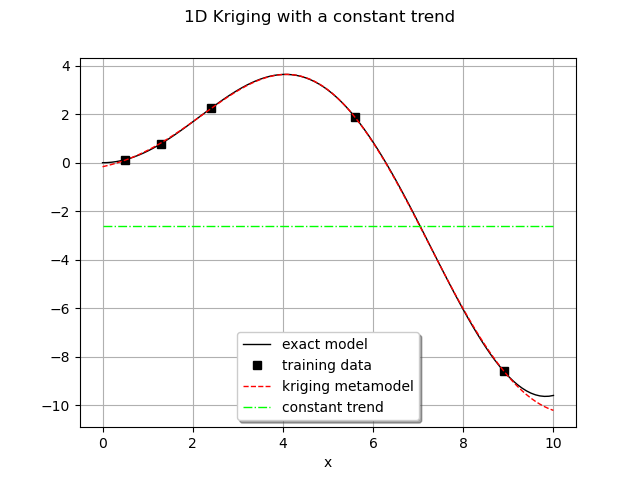 1D Kriging with a constant trend
4
2
0
−2
−4
−6
−8
−10
exact model
training data
kriging metamodel
constant trend
0 2 4 6 8 10
x